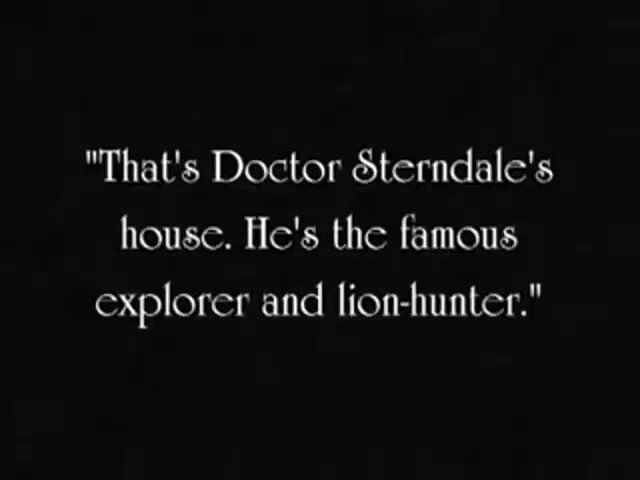 "That's Doctor Sterndale's
house. He's the famous
explorer and lion-hunter."